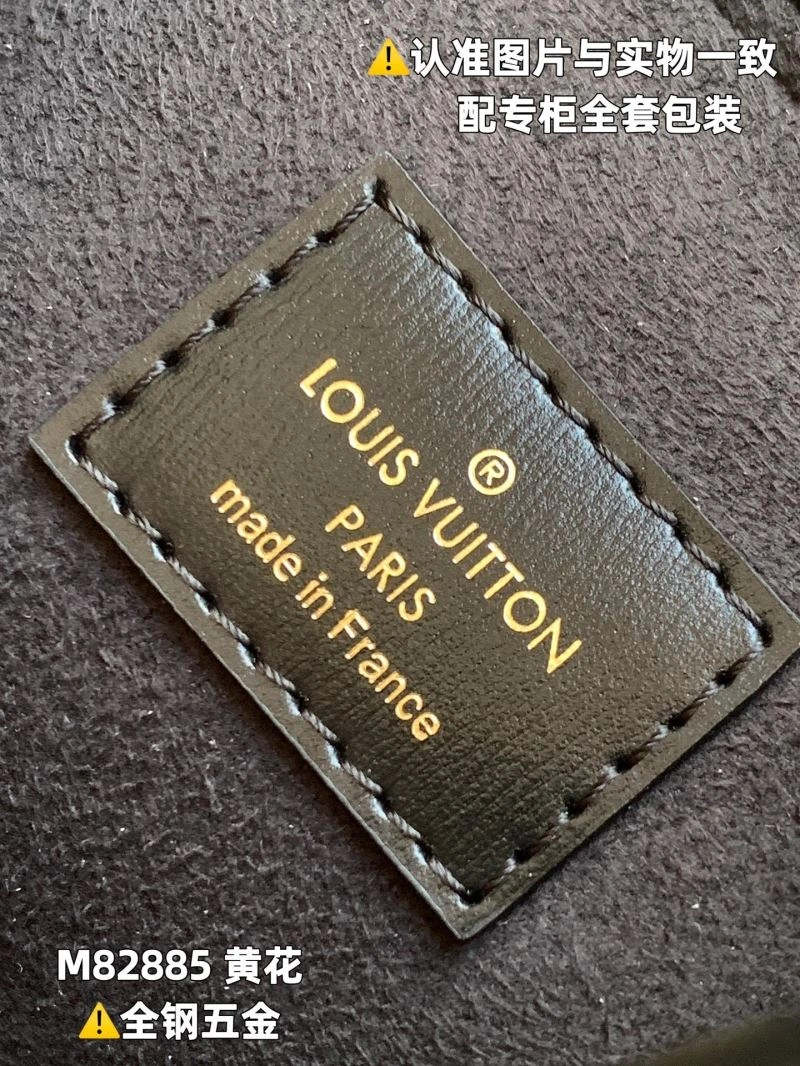 ⚠️认准图片与实物一致
配专柜全套包装
®
LOUIS VUITTON
PARIS
made in France
M82885 黄花
⚠️全钢五金